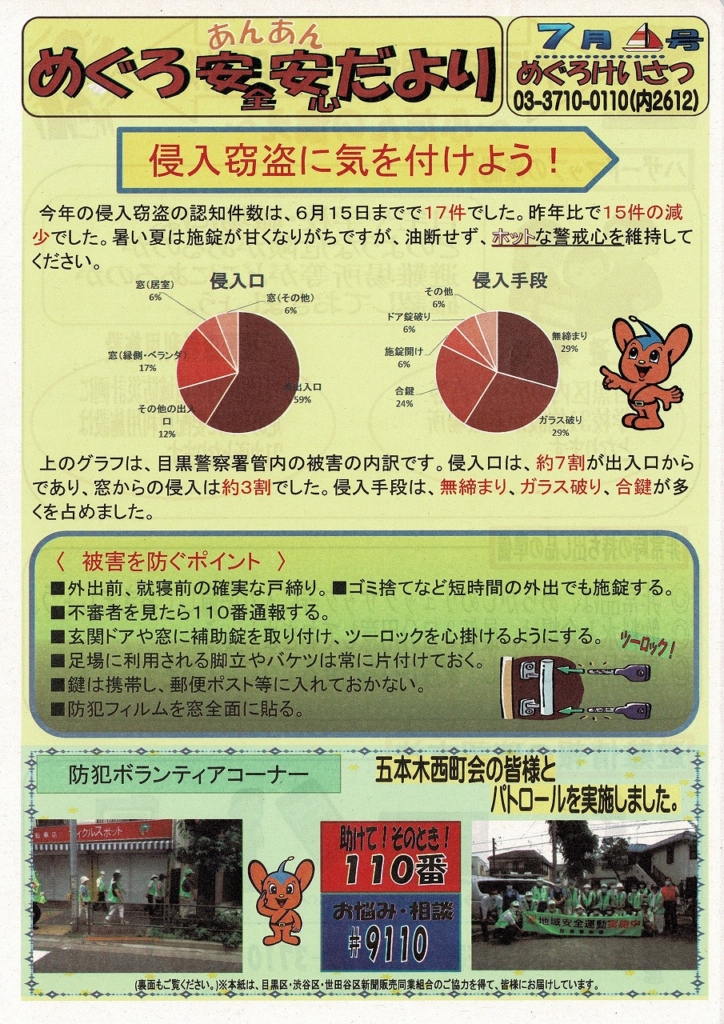 あんあん
めぐろ安全安心だより
7月号
めぐろけいさつ
03-3710-0110(内2612)
侵入窃盗に気を付けよう！
今年の侵入窃盗の認知件数は、6月15日までで17件でした。昨年比で15件の減
少でした。暑い夏は施錠が甘くなりがちですが、油断せず、ホットな警戒心を維持して
ください。
侵入口
窓(居室)
6%
窓(その他)
6%
窓(縁側・ベランダ)
17%
その他の出入
口
12%
出入口
59%
侵入手段
その他
6%
ドア錠破り
6%
施錠開け
6%
合鍵
24%
無締まり
29%
ガラス破り
29%
上のグラフは、目黒警察署管内の被害の内訳です。侵入口は、約7割が出入口から
であり、窓からの侵入は約3割でした。侵入手段は、無締まり、ガラス破り、合鍵が多
くを占めました。
〈 被害を防ぐポイント 〉
■外出前、就寝前の確実な戸締り。■ゴミ捨てなど短時間の外出でも施錠する。
■不審者を見たら110番通報する。
■玄関ドアや窓に補助錠を取り付け、ツーロックを心掛けるようにする。
■足場に利用される脚立やバケツは常に片付けておく。
■鍵は携帯し、郵便ポスト等に入れておかない。
■防犯フィルムを窓全面に貼る。
ツーロック！
防犯ボランティアコーナー
五本木西町会の皆様と
パトロールを実施しました。
イクルスポット
助けて！そのとき！
110番
お悩み・相談
#9110
地域安全運動実施中
(裏面もご覧ください。)※本紙は、目黒区・渋谷区・世田谷区新聞販売同業組合のご協力を得て、皆様にお届けしています。